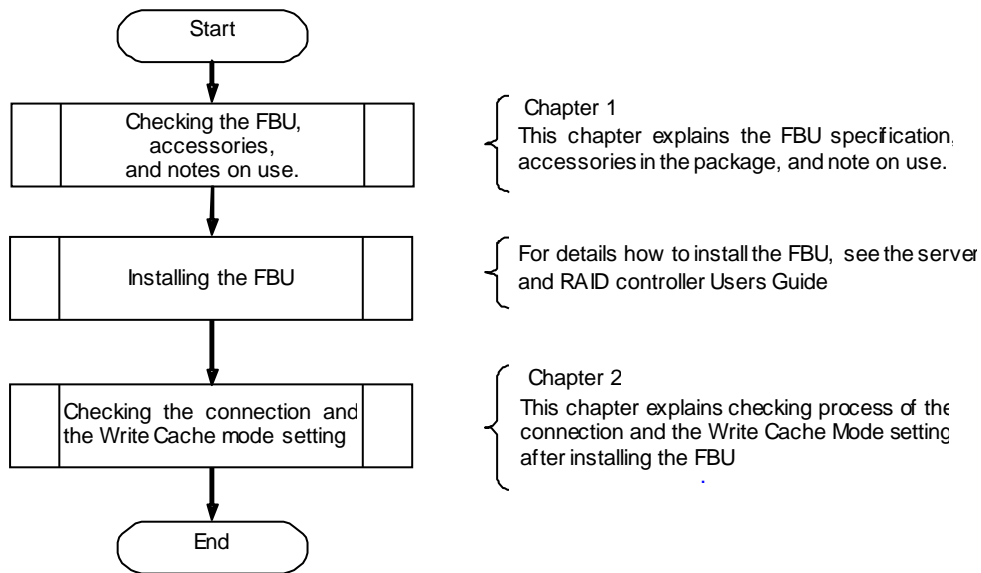 Start
Checking the FBU,
accessories,
and notes on use.
Chapter 1
This chapter explains the FBU specification,
accessories in the package, and note on use.
Installing the FBU
For details how to install the FBU, see the server
and RAID controller Users Guide
Checking the connection and
the Write Cache mode setting
Chapter 2
This chapter explains checking process of the
connection and the Write Cache Mode setting
after installing the FBU
.
End